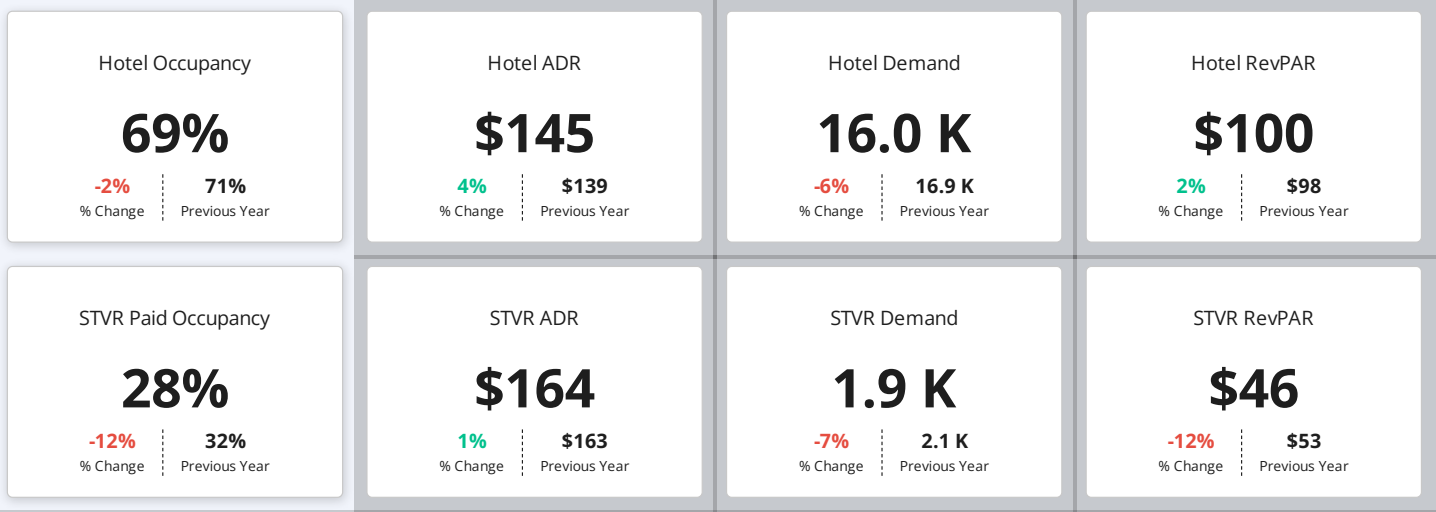 Hotel Occupancy
69%
-2%
71%
% Change
Previous Year
Hotel ADR
$145
4%
$139
% Change
Previous Year
Hotel Demand
16.0 K
-6%
16.9 K
% Change
Previous Year
Hotel RevPAR
$100
2%
$98
% Change
Previous Year
STVR Paid Occupancy
28%
-12%
32%
% Change
Previous Year
STVR ADR
$164
1%
$163
% Change
Previous Year
STVR Demand
1.9 K
-7%
2.1 K
% Change
Previous Year
STVR RevPAR
$46
-12%
$53
% Change
Previous Year